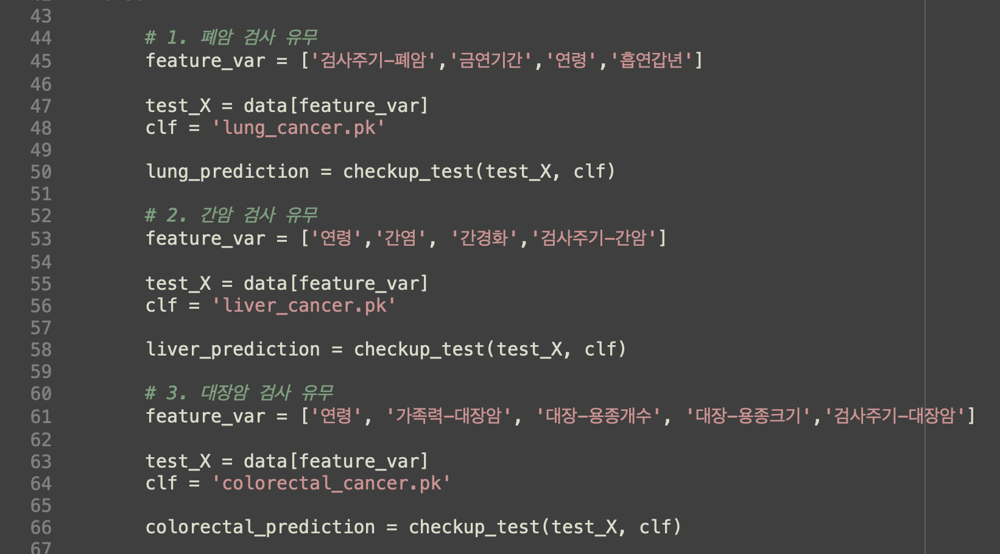 43
44 # 1. 폐암 검사 유무
45 feature_var = ['검사주기-폐암','금연기간','연령','흡연갑년']
46
47 test_X = data[feature_var]
48 clf = 'lung_cancer.pk'
49
50 lung_prediction = checkup_test(test_X, clf)
51
52 # 2. 간암 검사 유무
53 feature_var = ['연령','간염', '간경화','검사주기-간암']
54
55 test_X = data[feature_var]
56 clf = 'liver_cancer.pk'
57
58 liver_prediction = checkup_test(test_X, clf)
59
60 # 3. 대장암 검사 유무
61 feature_var = ['연령', '가족력-대장암', '대장-용종개수', '대장-용종크기','검사주기-대장암']
62
63 test_X = data[feature_var]
64 clf = 'colorectal_cancer.pk'
65
66 colorectal_prediction = checkup_test(test_X, clf)
67